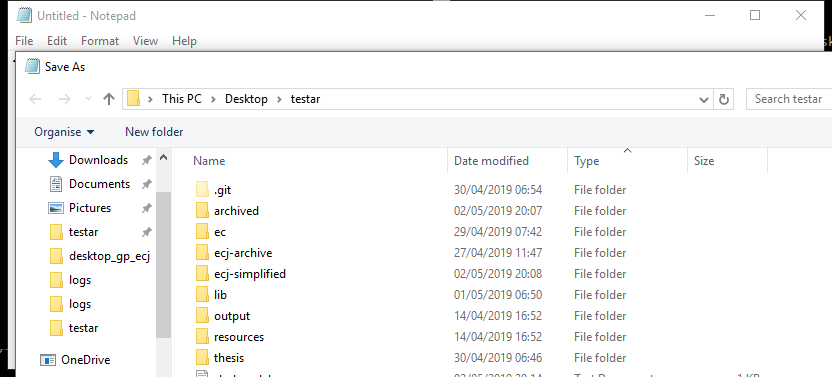 Untitled - Notepad
File Edit Format View Help
Save As
This PC > Desktop > testar
Search testar
Organise New folder
Name Date modified Type Size
Downloads
Documents
Pictures
testar
desktop_gp_ecj
logs
logs
testar
OneDrive
.git 30/04/2019 06:54 File folder
archived 02/05/2019 20:07 File folder
ec 29/04/2019 07:42 File folder
ecj-archive 27/04/2019 11:47 File folder
ecj-simplified 02/05/2019 20:08 File folder
lib 01/05/2019 06:50 File folder
output 14/04/2019 16:52 File folder
resources 14/04/2019 16:52 File folder
thesis 30/04/2019 06:46 File folder